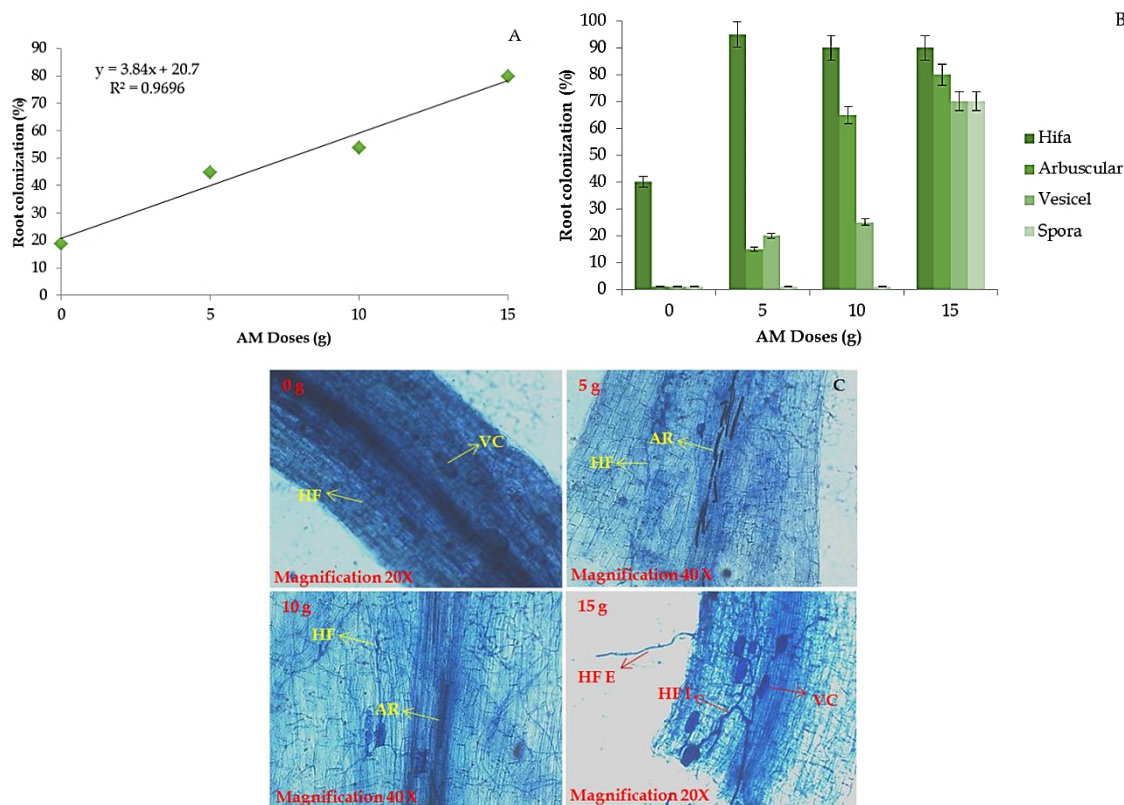 A
y = 3.84x + 20.7
R² = 0.9696
Root colonization (%)
90
80
70
60
50
40
30
20
10
0
0 5 10 15
AM Doses (g)
B
Root colonization (%)
100
90
80
70
60
50
40
30
20
10
0
0 5 10 15
AM Doses (g)
Hifa
Arbuscular
Vesicel
Spora
0 g
VC
HF
Magnification 20X
5 g
C
AR
HF
Magnification 40X
10 g
HF
AR
Magnification 40X
15 g
HF E
HF I
VC
Magnification 20X